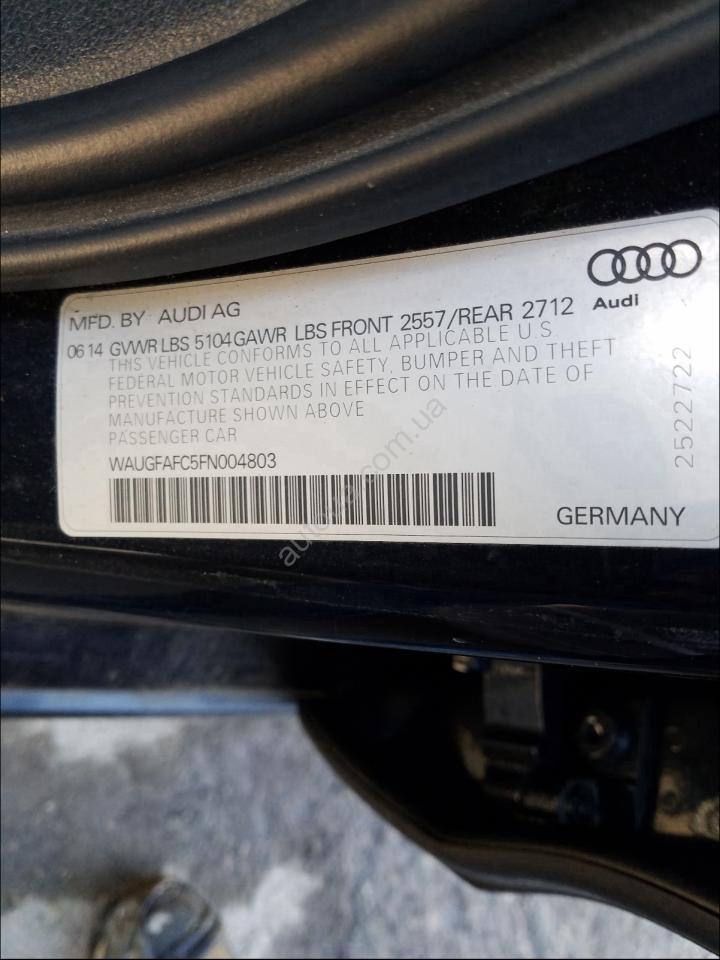 MFD. BY AUDI AG
Audi
06 14 GVWR LBS 5104 GAWR LBS FRONT 2557/REAR 2712
THIS VEHICLE CONFORMS TO ALL APPLICABLE U.S.
FEDERAL MOTOR VEHICLE SAFETY, BUMPER AND THEFT
PREVENTION STANDARDS IN EFFECT ON THE DATE OF
MANUFACTURE SHOWN ABOVE
PASSENGER CAR
WAUGFAFC5FN004803
GERMANY
2522722